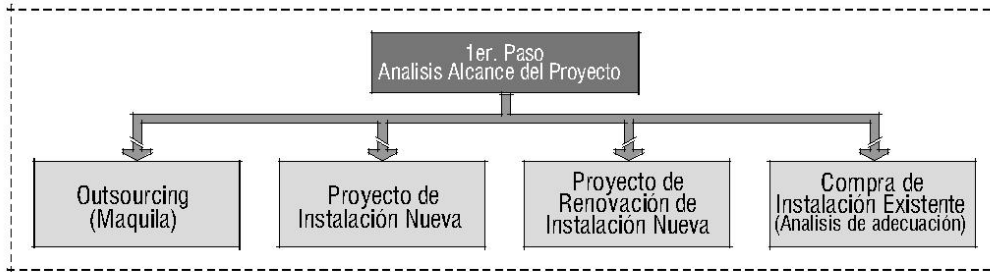 1er. Paso
Analisis Alcance del Proyecto
Outsourcing
(Maquila)
Proyecto de
Instalación Nueva
Proyecto de
Renovación de
Instalación Nueva
Compra de
Instalación Existente
(Analisis de adecuación)